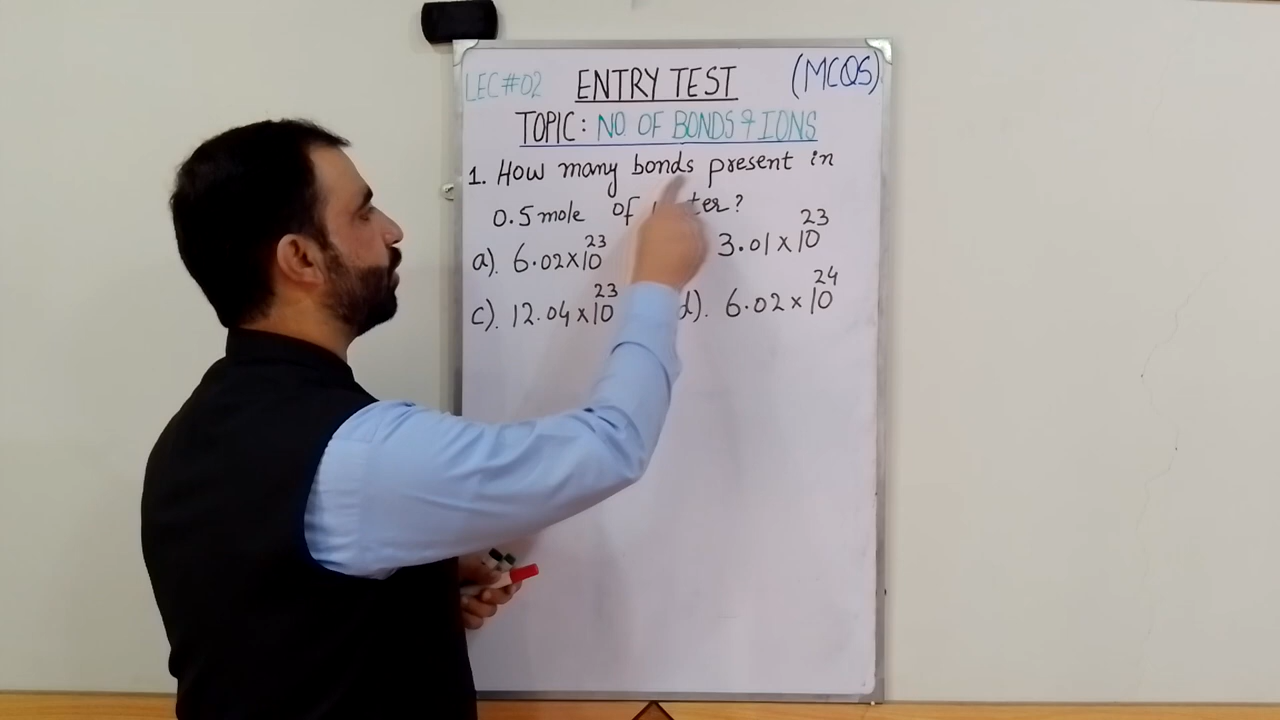 LEC#02 ENTRY TEST (MCQS)
TOPIC: NO. OF BONDS & IONS
1. How many bonds present in
0.5 mole of ?
a). 6.02×10²³ 3.01×10²³
c). 12.04×10²³ d). 6.02×10²⁴